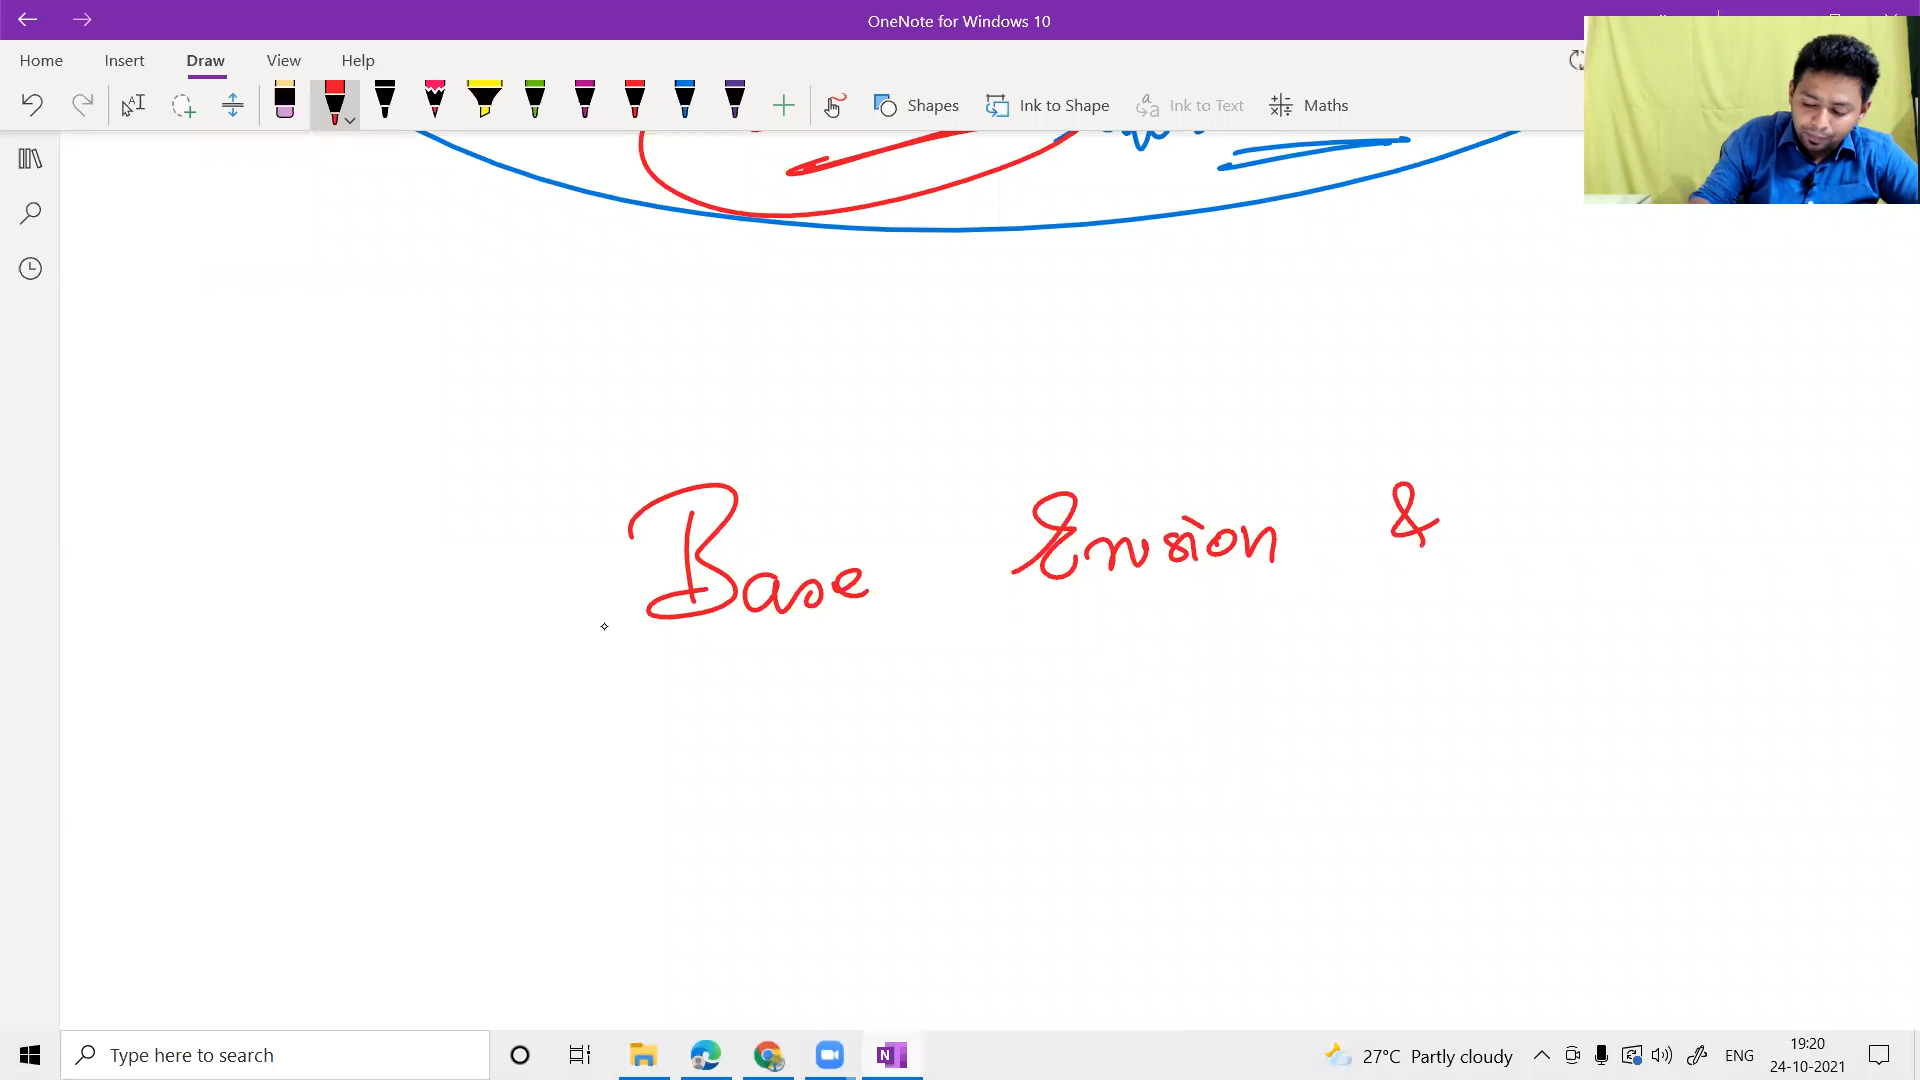 OneNote for Windows 10
Home Insert Draw View Help
Shapes Ink to Shape Ink to Text Maths
Base Erosion &
Type here to search
27°C Partly cloudy ENG 19:20
24-10-2021